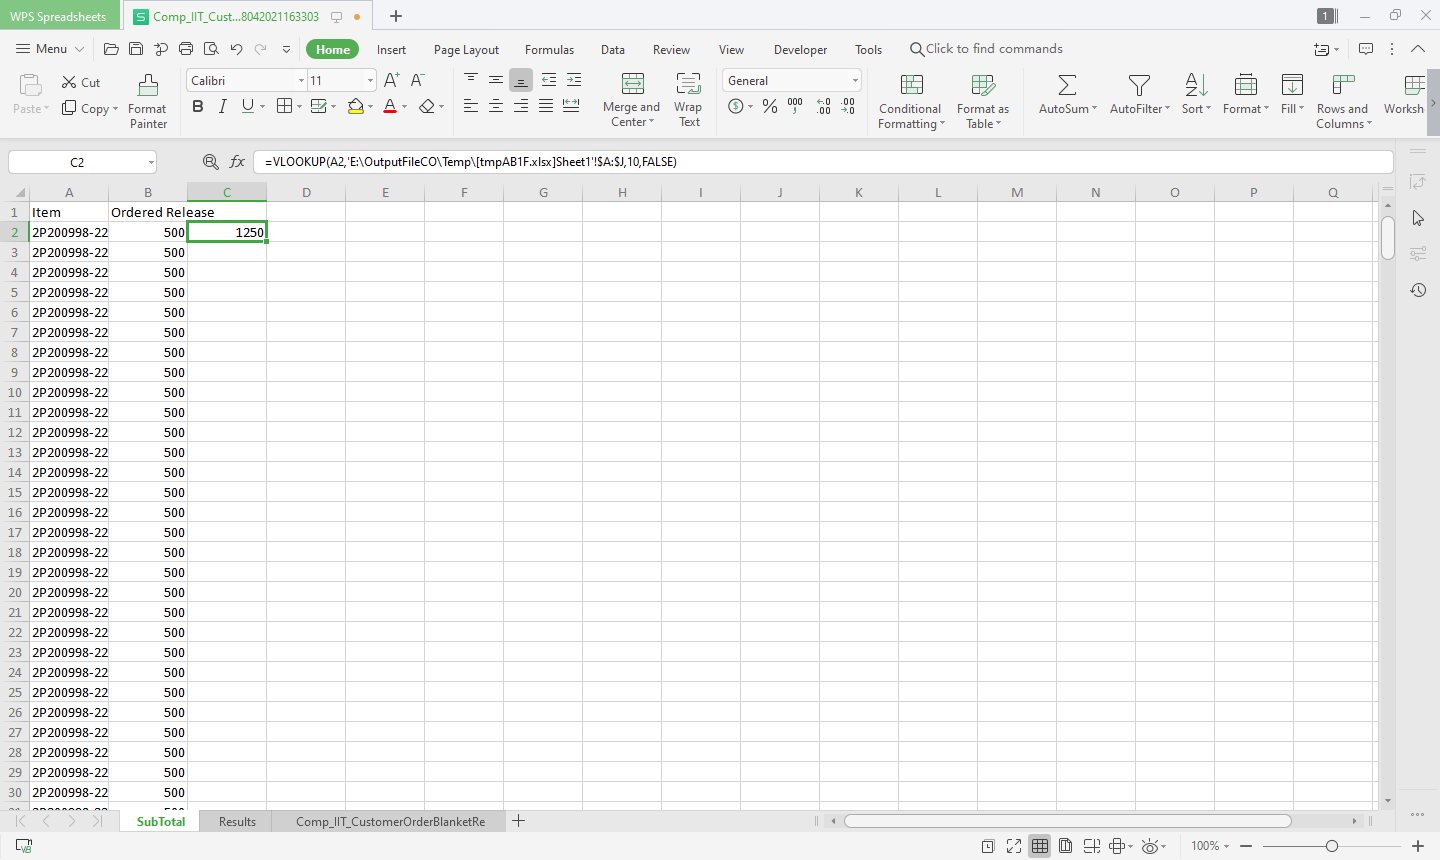 WPS Spreadsheets
Comp_IIT_Cust...8042021163303
1
Menu
Home
Insert
Page Layout
Formulas
Data
Review
View
Developer
Tools
Click to find commands
Paste
Cut
Copy
Format Painter
Calibri
11
A+
A-
B I U
A
Merge and Center
Wrap Text
General
$ % 000
Conditional Formatting
Format as Table
AutoSum
AutoFilter
Sort
Format
Fill
Rows and Columns
Worksh
C2
fx
=VLOOKUP(A2,'E:\OutputFileCO\Temp\[tmpAB1F.xlsx]Sheet1'!$A:$J,10,FALSE)
A B C D E F G H I J K L M N O P Q
1 Item Ordered Release
2 2P200998-22 500 1250
3 2P200998-22 500
4 2P200998-22 500
5 2P200998-22 500
6 2P200998-22 500
7 2P200998-22 500
8 2P200998-22 500
9 2P200998-22 500
10 2P200998-22 500
11 2P200998-22 500
12 2P200998-22 500
13 2P200998-22 500
14 2P200998-22 500
15 2P200998-22 500
16 2P200998-22 500
17 2P200998-22 500
18 2P200998-22 500
19 2P200998-22 500
20 2P200998-22 500
21 2P200998-22 500
22 2P200998-22 500
23 2P200998-22 500
24 2P200998-22 500
25 2P200998-22 500
26 2P200998-22 500
27 2P200998-22 500
28 2P200998-22 500
29 2P200998-22 500
30 2P200998-22 500
SubTotal
Results
Comp_IIT_CustomerOrderBlanketRe
100%